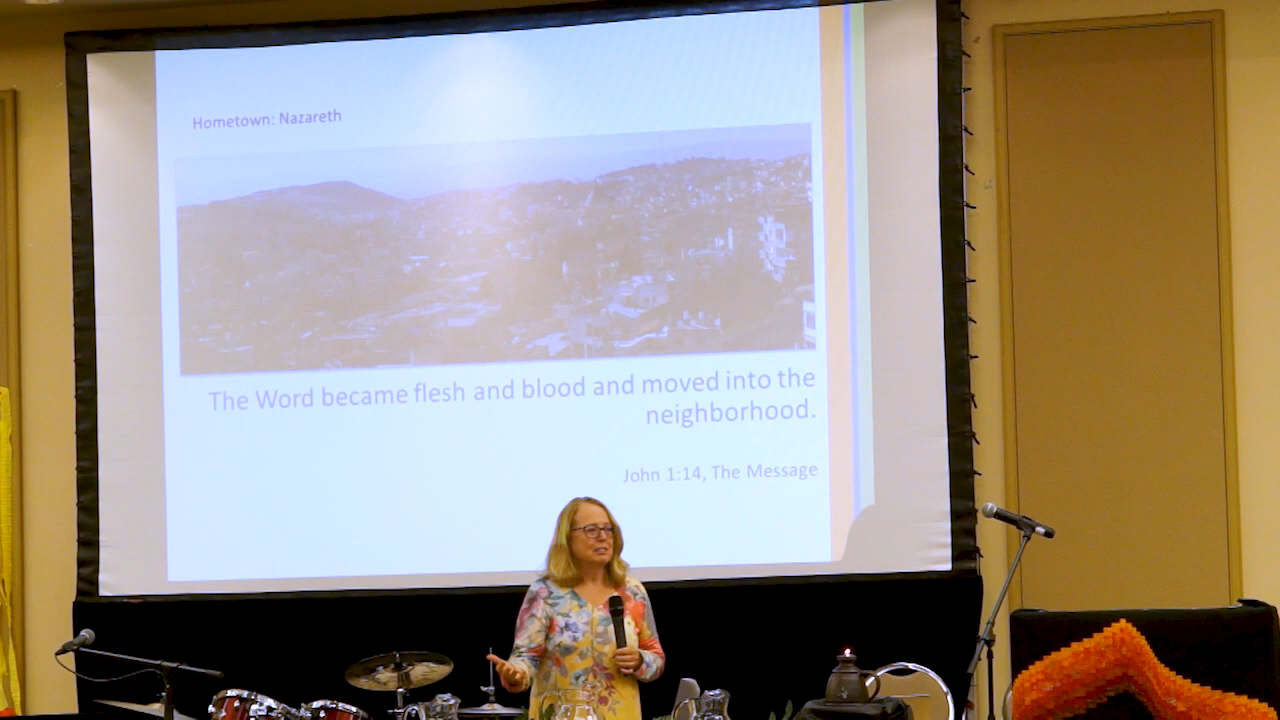 Hometown: Nazareth
The Word became flesh and blood and moved into the
neighborhood.
John 1:14, The Message